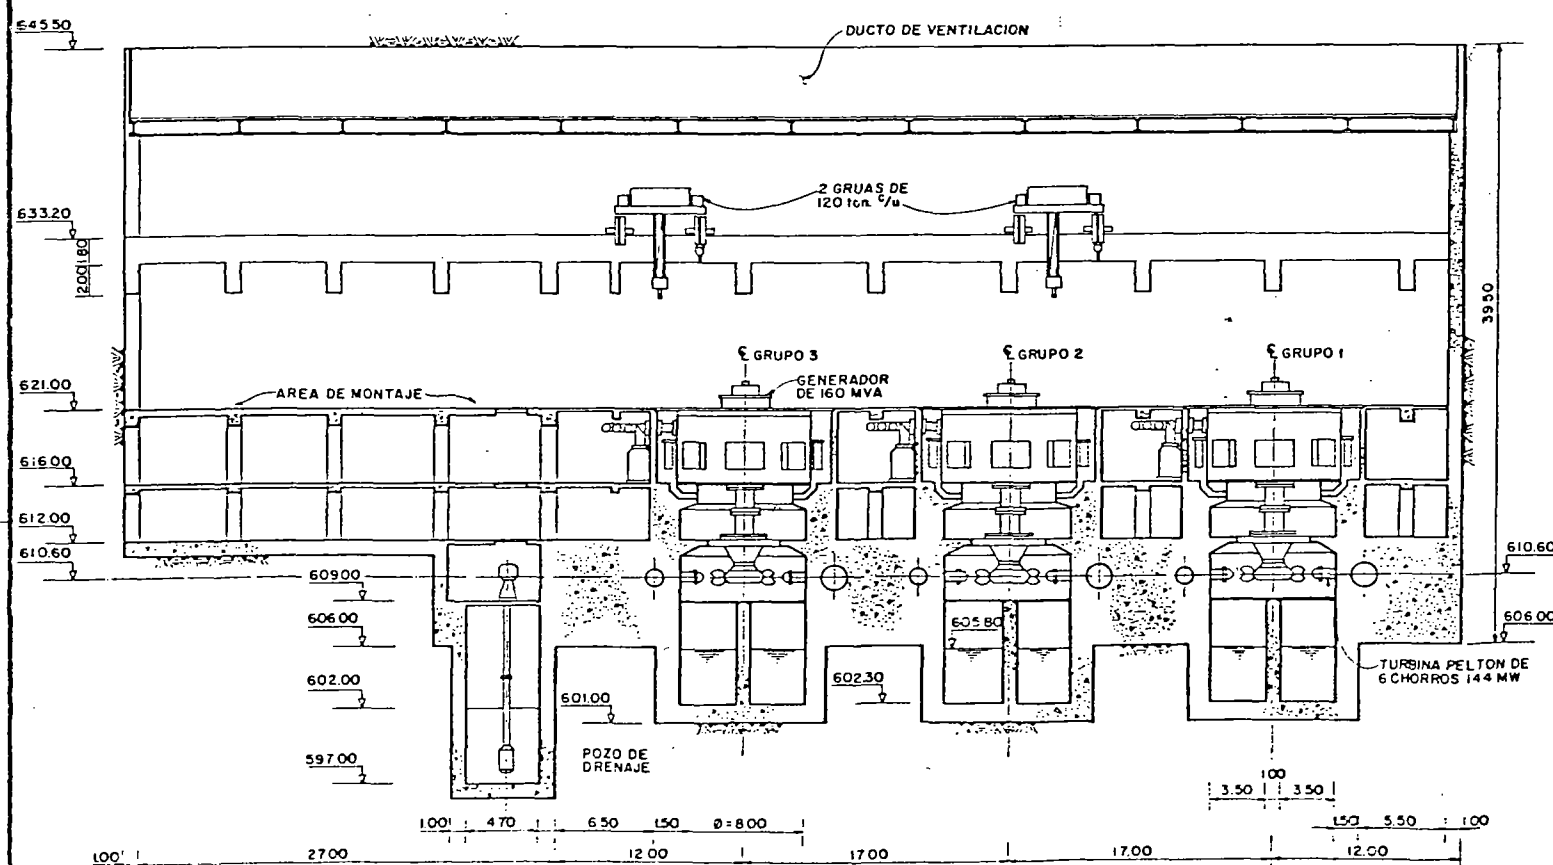 645.50
DUCTO DE VENTILACION
2 GRUAS DE
120 ton. c/u
633.20
1.80
2.00
39.50
℄ GRUPO 3
℄ GRUPO 2
℄ GRUPO 1
621.00
AREA DE MONTAJE
GENERADOR
DE 160 MVA
616.00
612.00
610.60
610.60
609.00
606.00
605.80
606.00
TURBINA PELTON DE
6 CHORROS 144 MW
602.00
602.30
601.00
POZO DE
DRENAJE
597.00
1.00
3.50
3.50
1.00
4.70
6.50
1.50
Ø=8.00
1.50
5.50
1.00
1.00
27.00
12.00
17.00
17.00
12.00